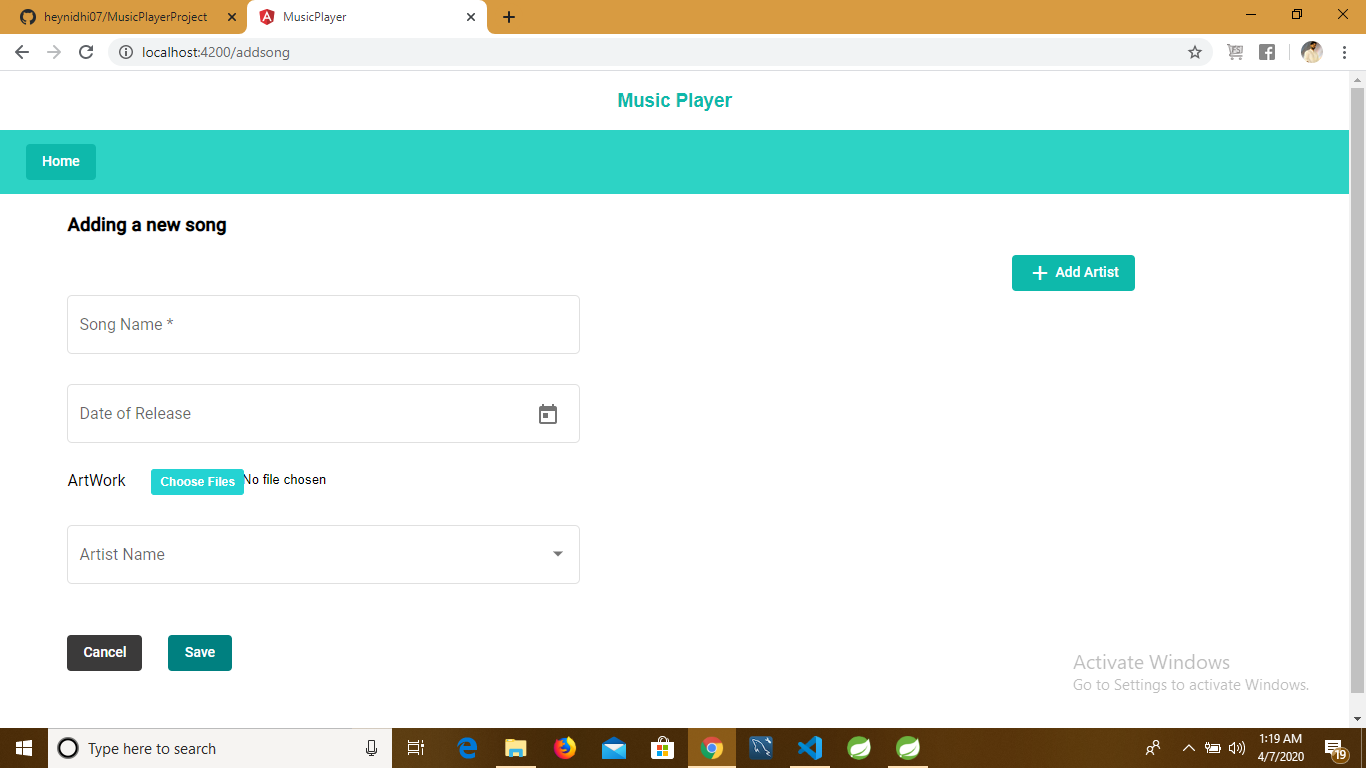 heynidhi07/MusicPlayerProject
MusicPlayer
localhost:4200/addsong
Music Player
Home
Adding a new song
Add Artist
Song Name *
Date of Release
ArtWork
Choose Files
No file chosen
Artist Name
Cancel
Save
Activate Windows
Go to Settings to activate Windows.
Type here to search
1:19 AM
4/7/2020
19